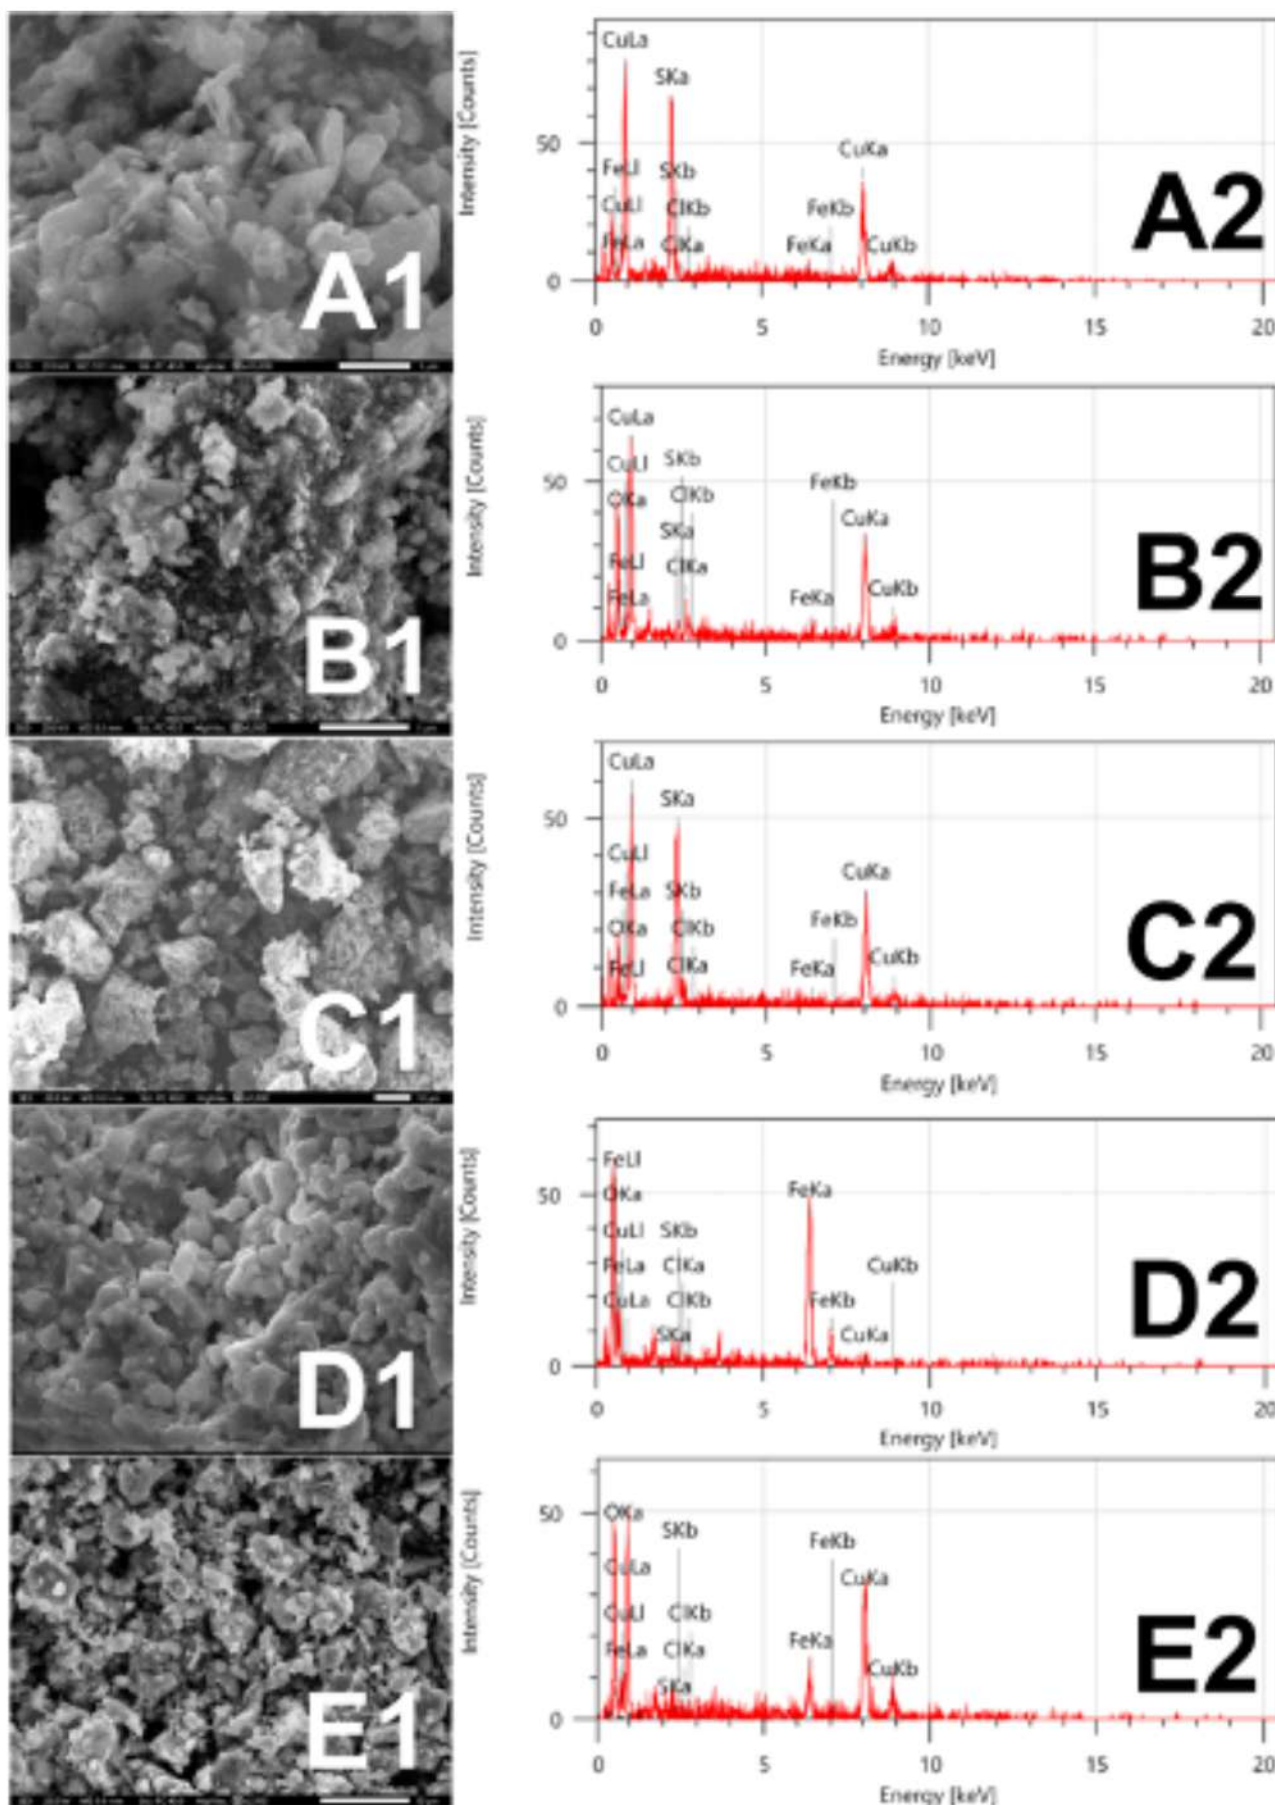 A1
Intensity [Counts]
50
0
CuLa
SKa
FeLl
SKb
CuKa
CuLl
ClKb
FeKb
FeLa
ClKa
FeKa
CuKb
0
5
10
15
20
Energy [keV]
A2
B1
Intensity [Counts]
50
0
CuLa
CuLl
SKb
OKa
ClKb
FeKb
SKa
CuKa
FeLl
ClKa
FeLa
FeKa
CuKb
0
5
10
15
20
Energy [keV]
B2
C1
Intensity [Counts]
50
0
CuLa
SKa
CuLl
CuKa
FeLa
SKb
OKa
ClKb
FeKb
FeLl
ClKa
FeKa
CuKb
0
5
10
15
20
Energy [keV]
C2
D1
Intensity [Counts]
50
0
FeLl
OKa
FeKa
CuLl
SKb
FeLa
ClKa
CuKb
CuLa
ClKb
FeKb
SKa
CuKa
0
5
10
15
20
Energy [keV]
D2
E1
Intensity [Counts]
50
0
OKa
SKb
FeKb
CuLa
CuKa
CuLl
ClKb
FeLa
ClKa
FeKa
SKa
CuKb
0
5
10
15
20
Energy [keV]
E2